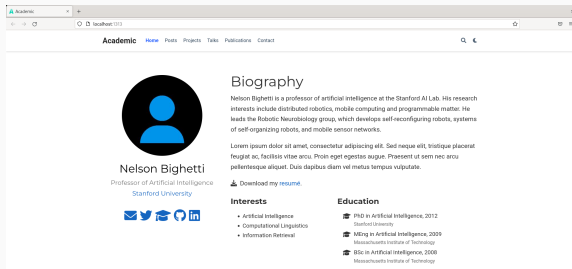 Academic
localhost:1313
Academic Home Posts Projects Talks Publications Contact
Nelson Bighetti
Professor of Artificial Intelligence
Stanford University
Biography
Nelson Bighetti is a professor of artificial intelligence at the Stanford AI Lab. His research
interests include distributed robotics, mobile computing and programmable matter. He
leads the Robotic Neurobiology group, which develops self-reconfiguring robots, systems
of self-organizing robots, and mobile sensor networks.
Lorem ipsum dolor sit amet, consectetur adipiscing elit. Sed neque elit, tristique placerat
feugiat ac, facilisis vitae arcu. Proin eget egestas augue. Praesent ut sem nec arcu
pellentesque aliquet. Duis dapibus diam vel metus tempus vulputate.
Download my resumé.
Interests
Artificial Intelligence
Computational Linguistics
Information Retrieval
Education
PhD in Artificial Intelligence, 2012
Stanford University
MEng in Artificial Intelligence, 2009
Massachusetts Institute of Technology
BSc in Artificial Intelligence, 2008
Massachusetts Institute of Technology